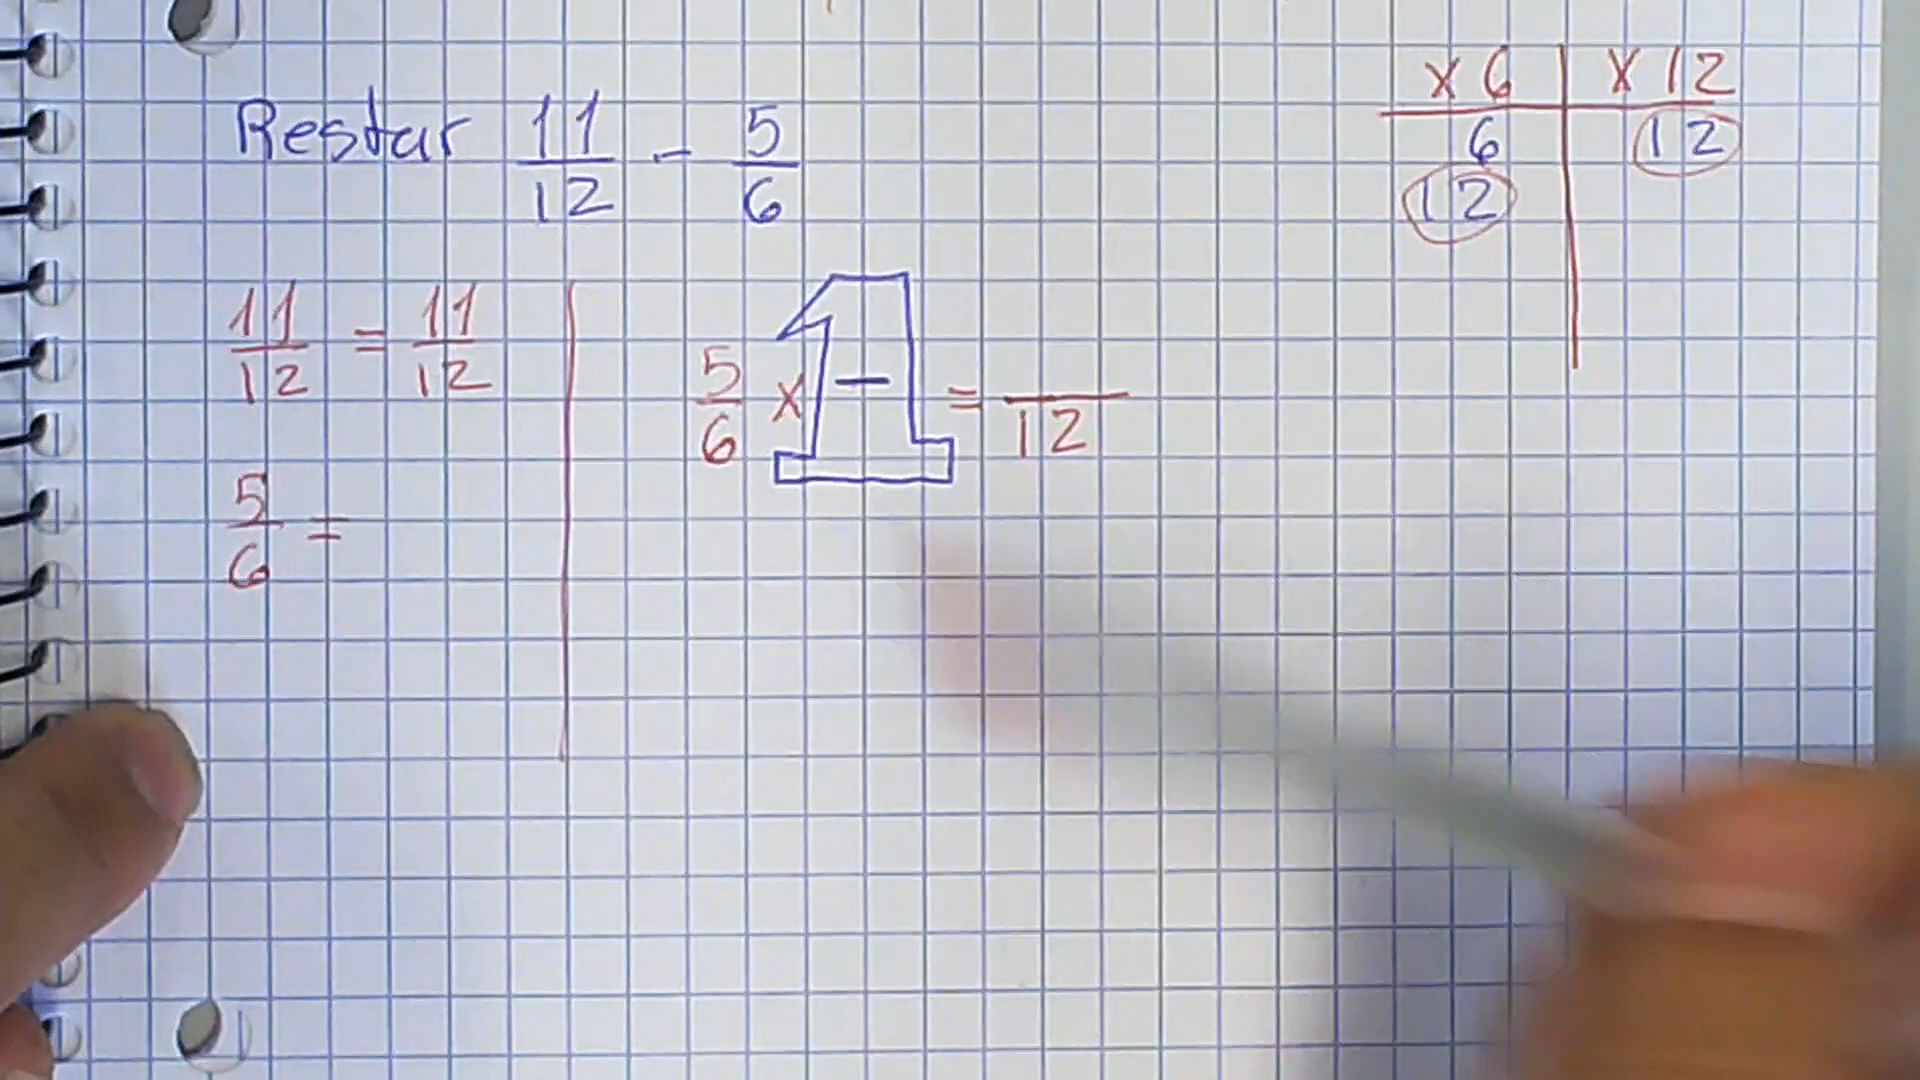 Restar 11/12 - 5/6
x 6 | x 12
6 | 12
12
11/12 = 11/12
5/6 x 1 — = /12
5/6 =